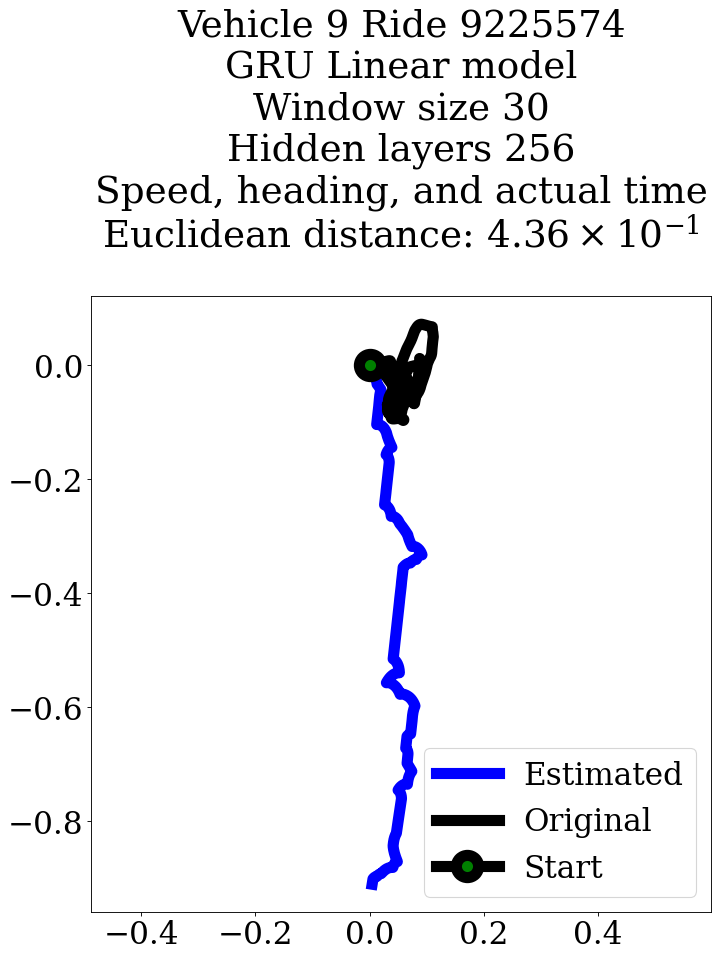 Vehicle 9 Ride 9225574
GRU Linear model
Window size 30
Hidden layers 256
Speed, heading, and actual time
Euclidean distance: 4.36 × 10⁻¹
0.0
−0.2
−0.4
−0.6
−0.8
Estimated
Original
Start
−0.4 −0.2 0.0 0.2 0.4